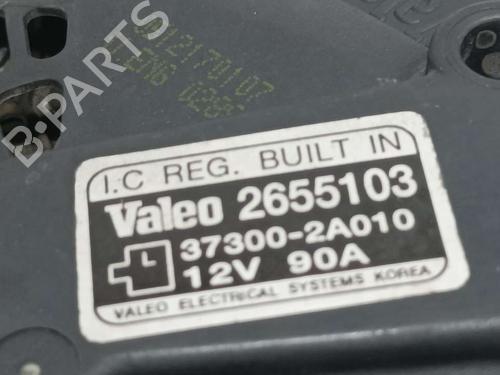 B-PARTS
I.C REG. BUILT IN
Valeo 2655103
37300-2A010
12V 90A
VALEO ELECTRICAL SYSTEMS KOREA